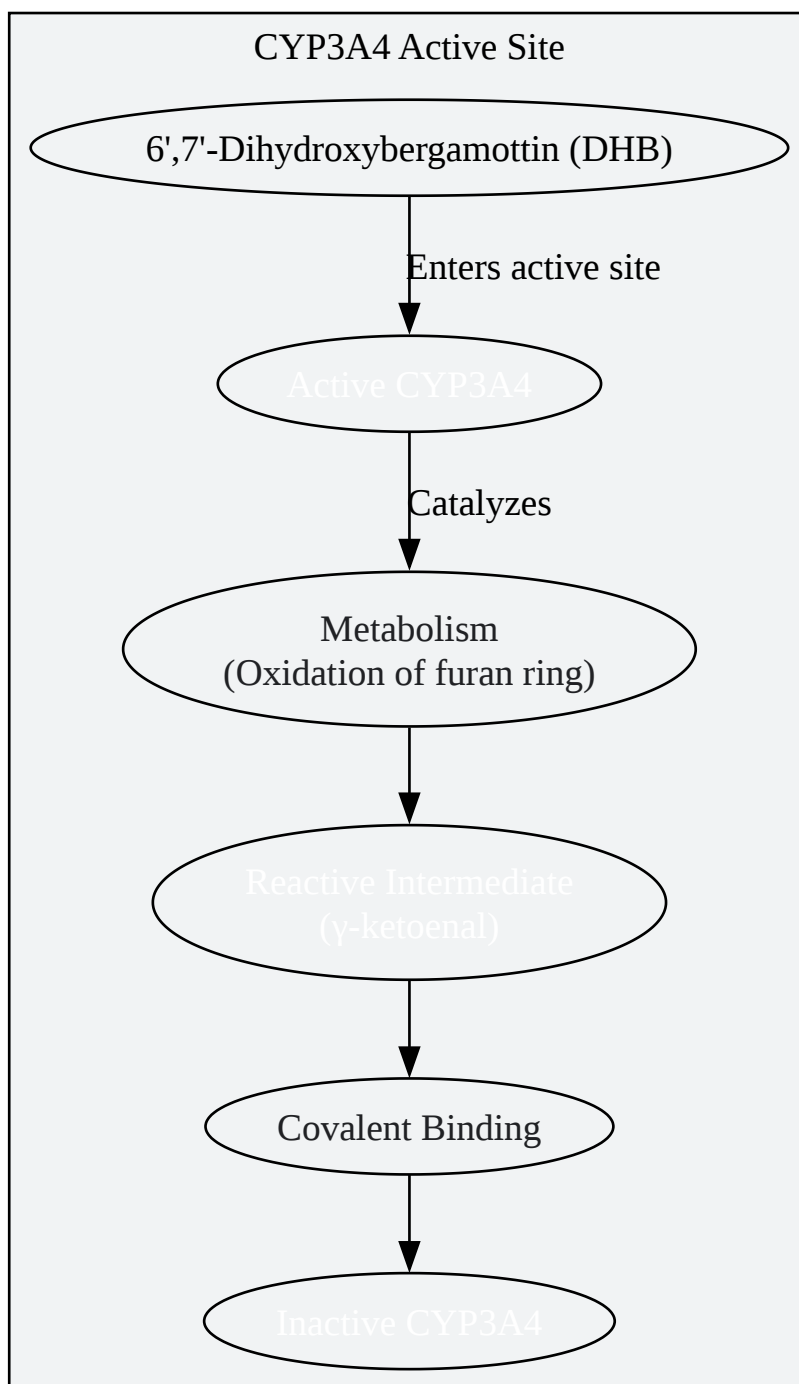 CYP3A4 Active Site
6',7'-Dihydroxybergamottin (DHB)
Enters active site
Active CYP3A4
Catalyzes
Metabolism
(Oxidation of furan ring)
Reactive Intermediate
(γ-ketoenal)
Covalent Binding
Inactive CYP3A4